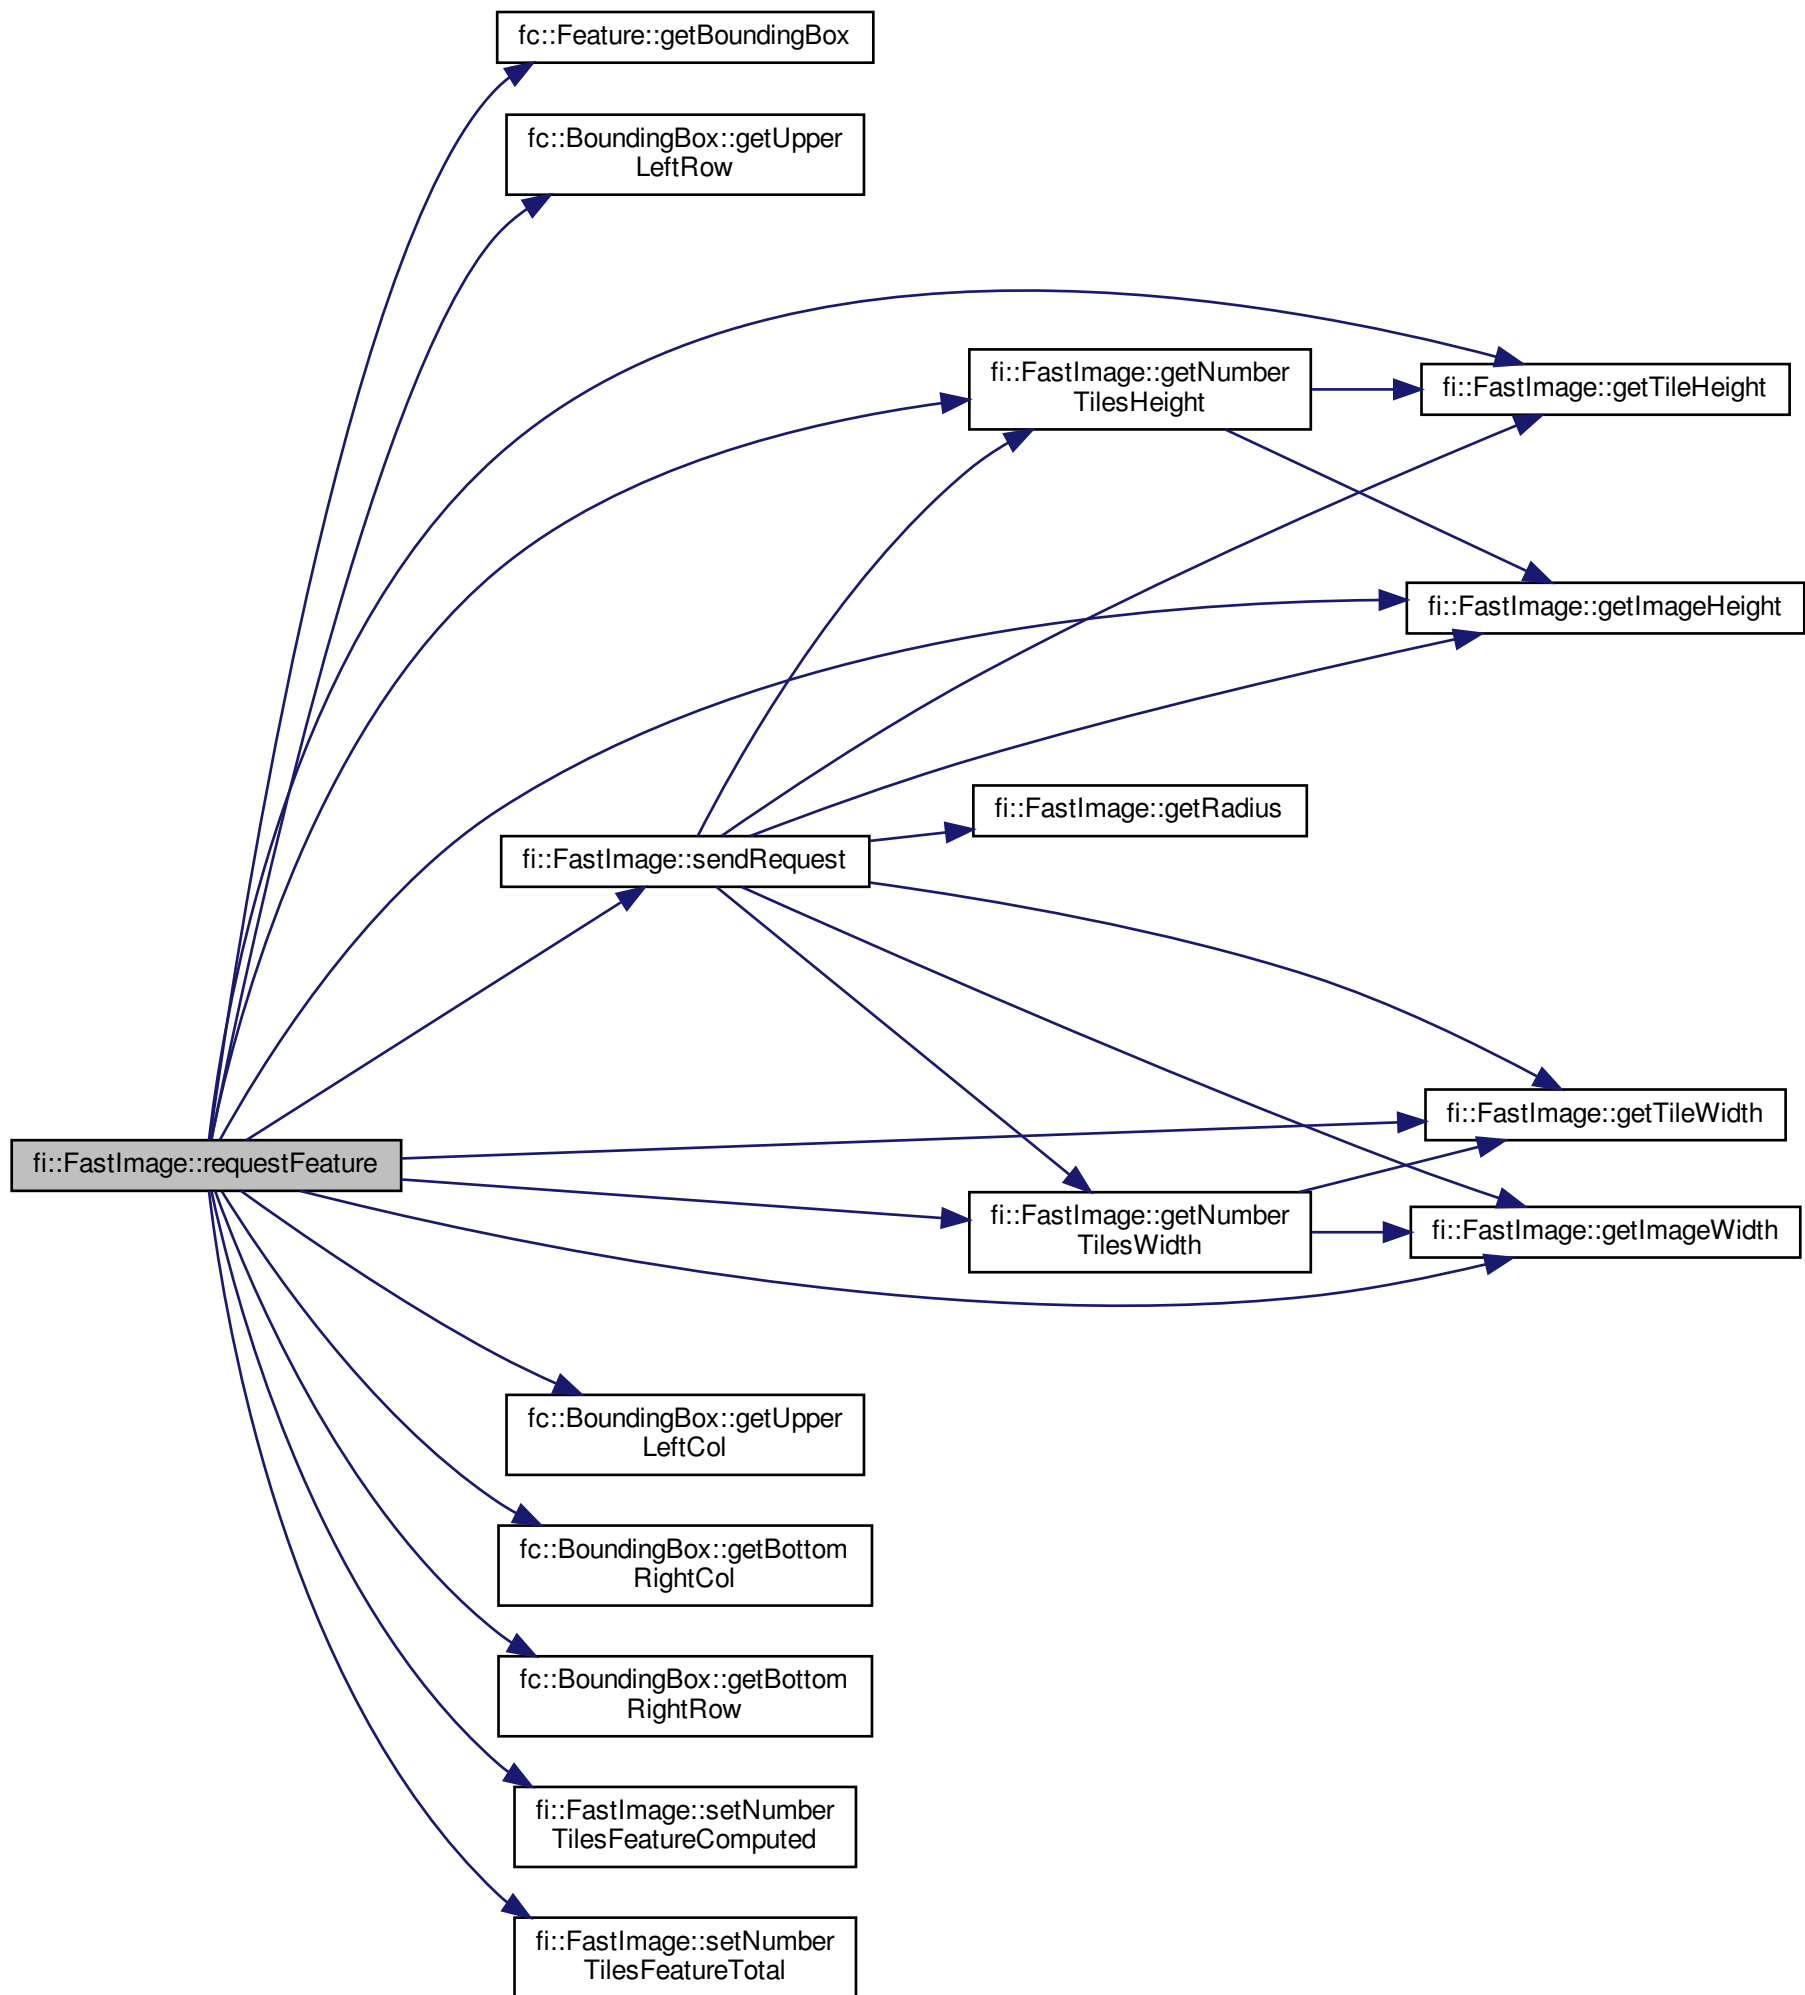 fc::Feature::getBoundingBox
fc::BoundingBox::getUpper
LeftRow
fi::FastImage::getNumber
TilesHeight
fi::FastImage::getTileHeight
fi::FastImage::getImageHeight
fi::FastImage::getRadius
fi::FastImage::sendRequest
fi::FastImage::getTileWidth
fi::FastImage::requestFeature
fi::FastImage::getNumber
TilesWidth
fi::FastImage::getImageWidth
fc::BoundingBox::getUpper
LeftCol
fc::BoundingBox::getBottom
RightCol
fc::BoundingBox::getBottom
RightRow
fi::FastImage::setNumber
TilesFeatureComputed
fi::FastImage::setNumber
TilesFeatureTotal